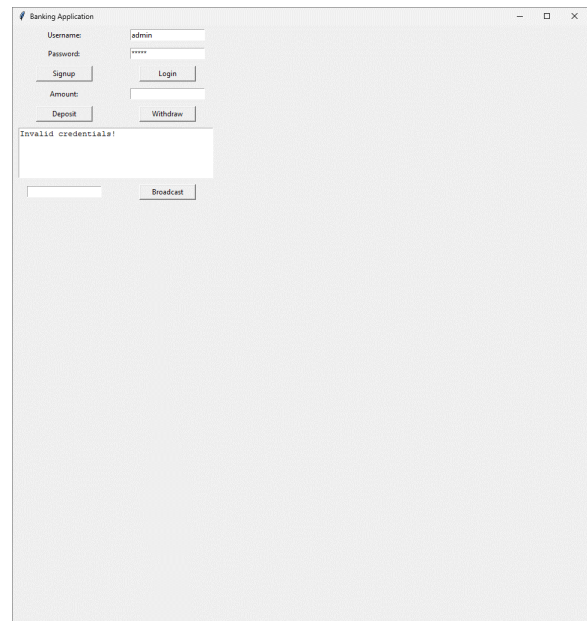 Banking Application
Username: admin
Password: *****
Signup Login
Amount:
Deposit Withdraw
Invalid credentials!
Broadcast